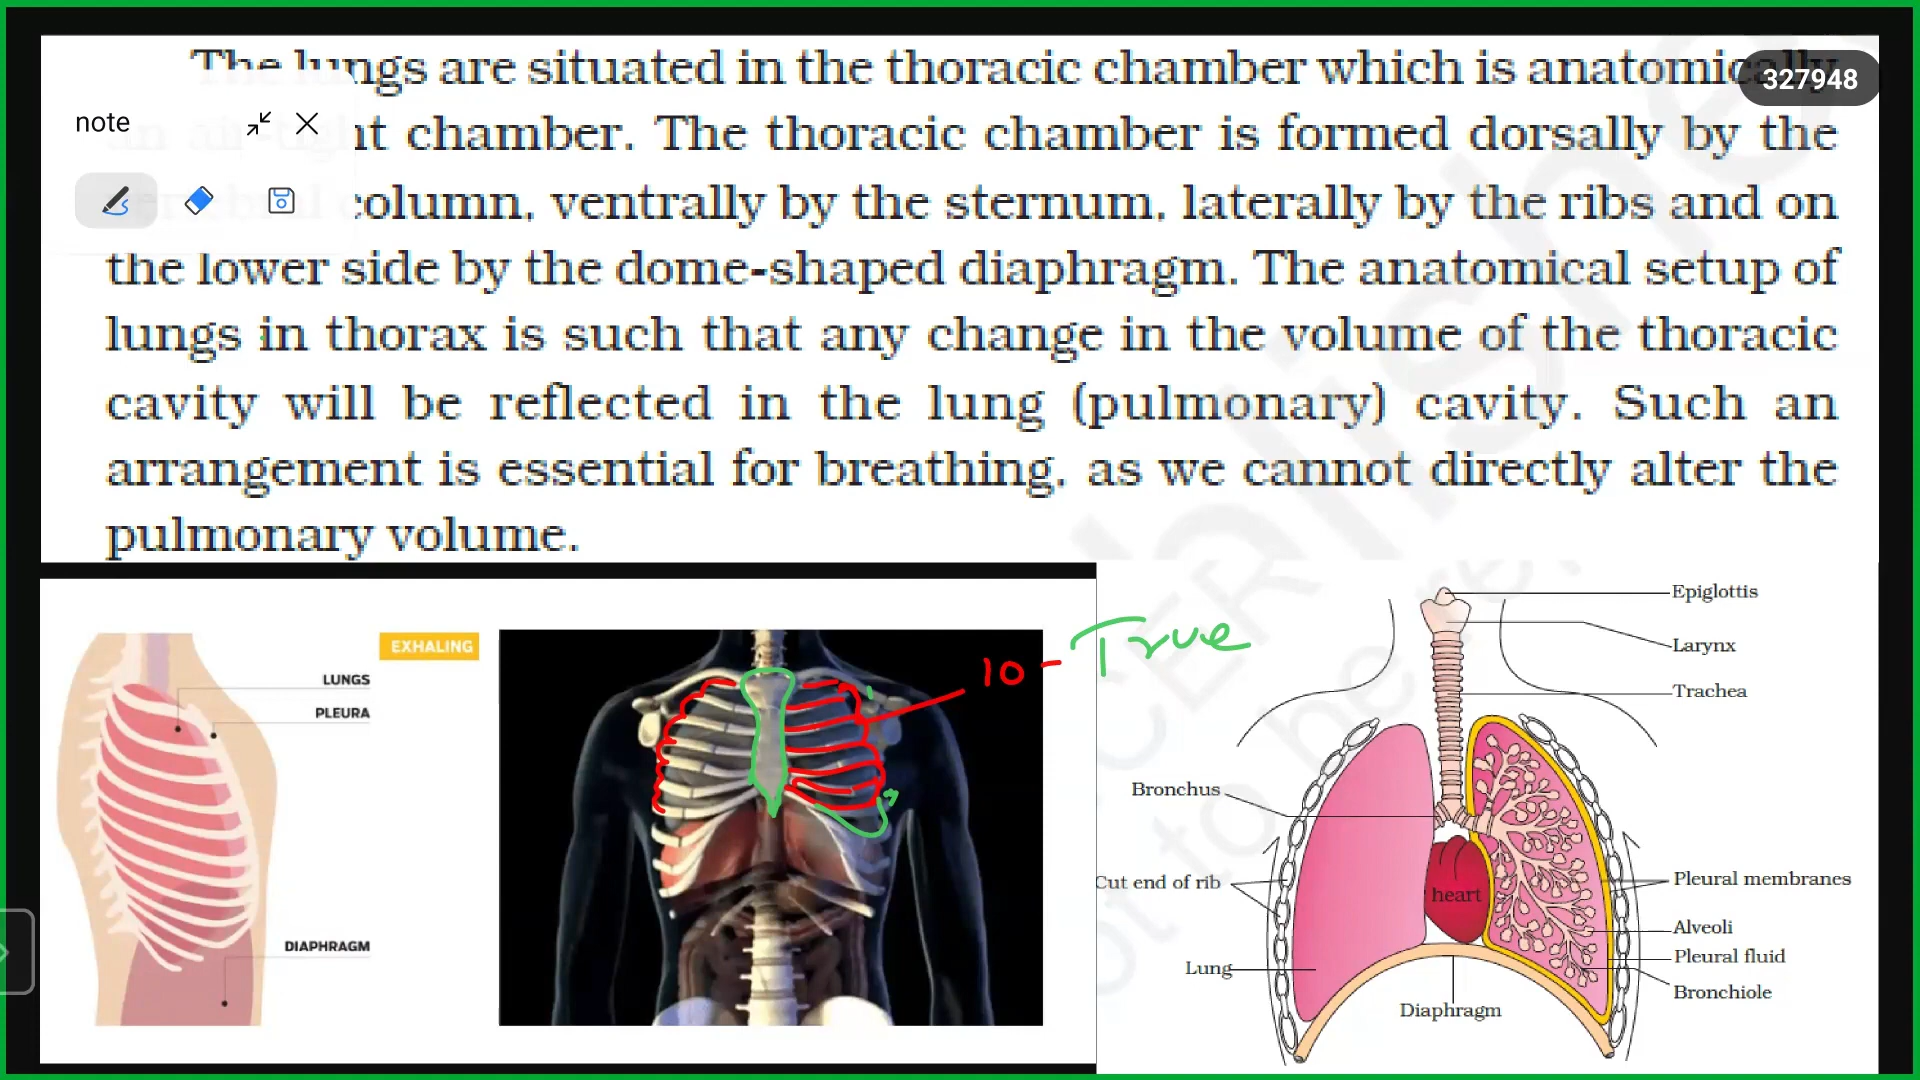 The lungs are situated in the thoracic chamber which is anatomically
327948
note
an air-tight chamber. The thoracic chamber is formed dorsally by the
column, ventrally by the sternum, laterally by the ribs and on
the lower side by the dome-shaped diaphragm. The anatomical setup of
lungs in thorax is such that any change in the volume of the thoracic
cavity will be reflected in the lung (pulmonary) cavity. Such an
arrangement is essential for breathing, as we cannot directly alter the
pulmonary volume.
EXHALING
LUNGS
PLEURA
DIAPHRAGM
10 - True
Epiglottis
Larynx
Trachea
Bronchus
Cut end of rib
heart
Lung
Diaphragm
Pleural membranes
Alveoli
Pleural fluid
Bronchiole